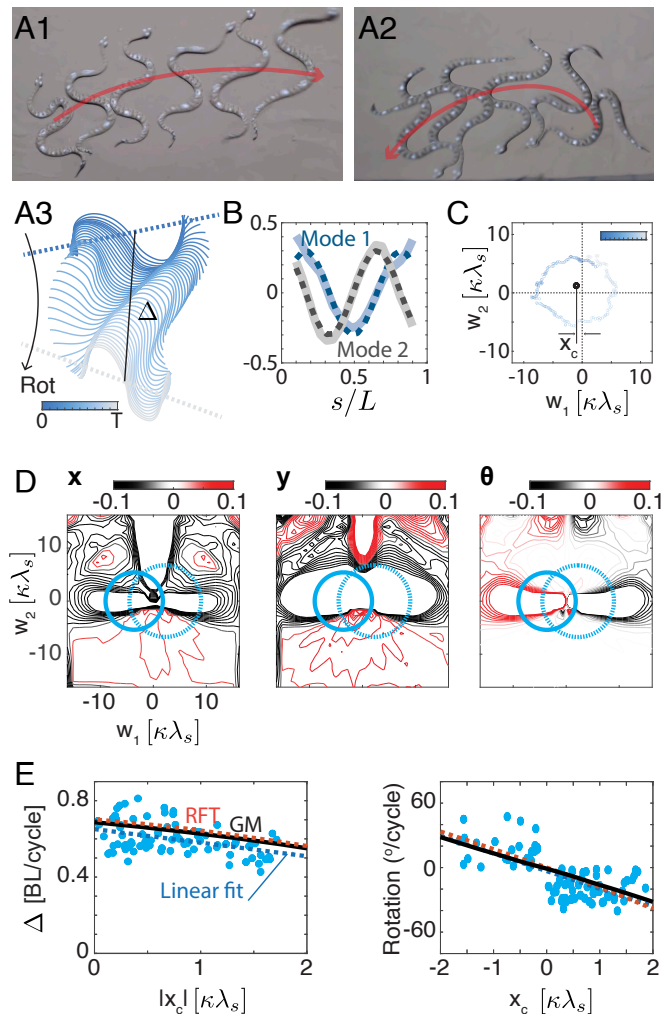 A1
A2
A3
Δ
Rot
0 T
B
0.5
0
-0.5
Mode 1
Mode 2
0 0.5 1
s/L
C
w₂ [κλₛ]
10
0
-10
x_c
-10 0 10
w₁ [κλₛ]
D
x
-0.1 0 0.1
y
-0.1 0 0.1
θ
-0.1 0 0.1
w₂ [κλₛ]
10
0
-10
-10 0 10
w₁ [κλₛ]
E
Δ [BL/cycle]
0.8
0.4
0
RFT
GM
Linear fit
0 1 2
|x_c| [κλₛ]
Rotation (°/cycle)
60
0
-60
-2 -1 0 1 2
x_c [κλₛ]